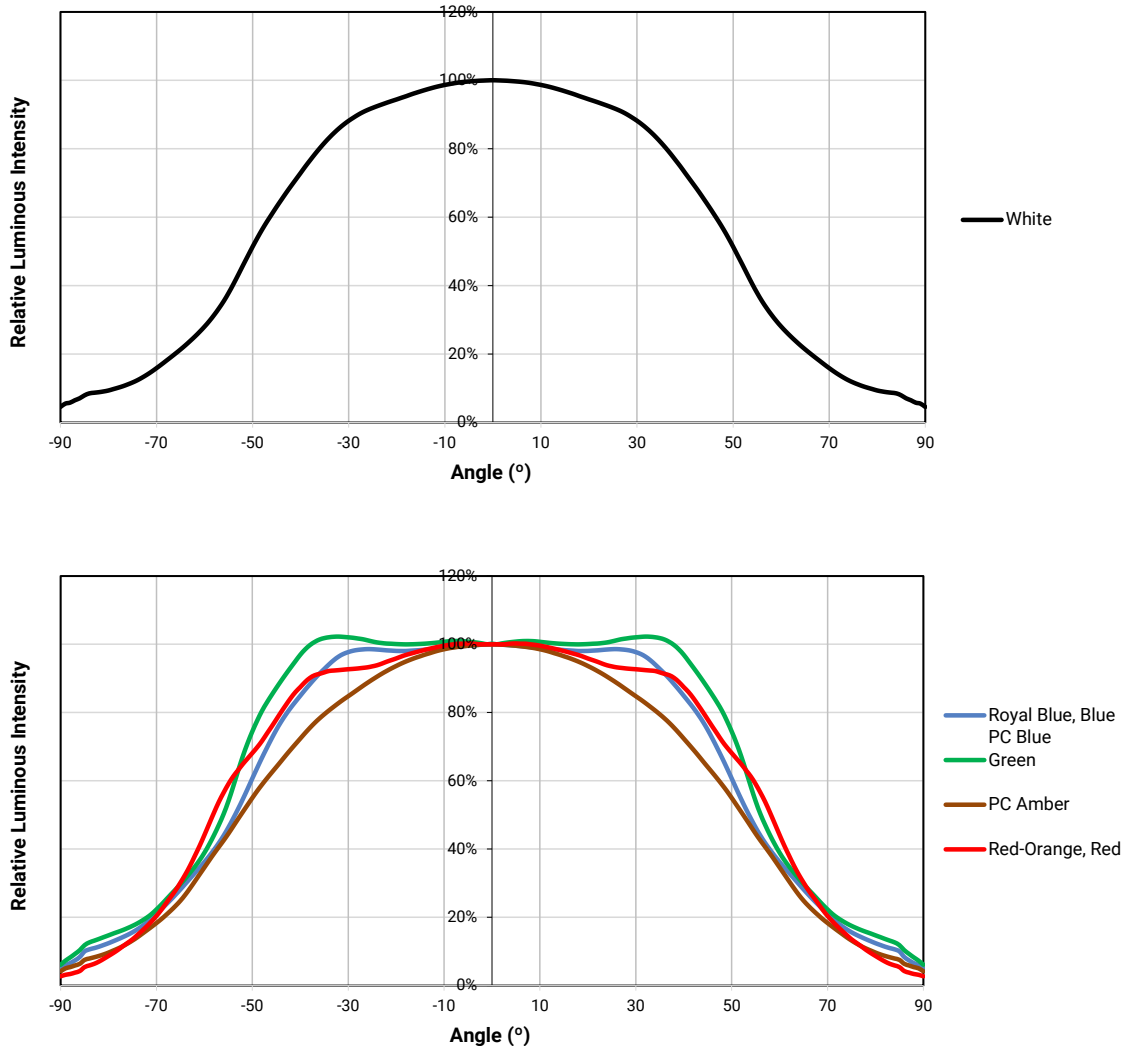 120%
100%
80%
60%
40%
20%
0%
-90 -70 -50 -30 -10 10 30 50 70 90
Relative Luminous Intensity
Angle (º)
White
120%
100%
80%
60%
40%
20%
0%
-90 -70 -50 -30 -10 10 30 50 70 90
Relative Luminous Intensity
Angle (º)
Royal Blue, Blue
PC Blue
Green
PC Amber
Red-Orange, Red